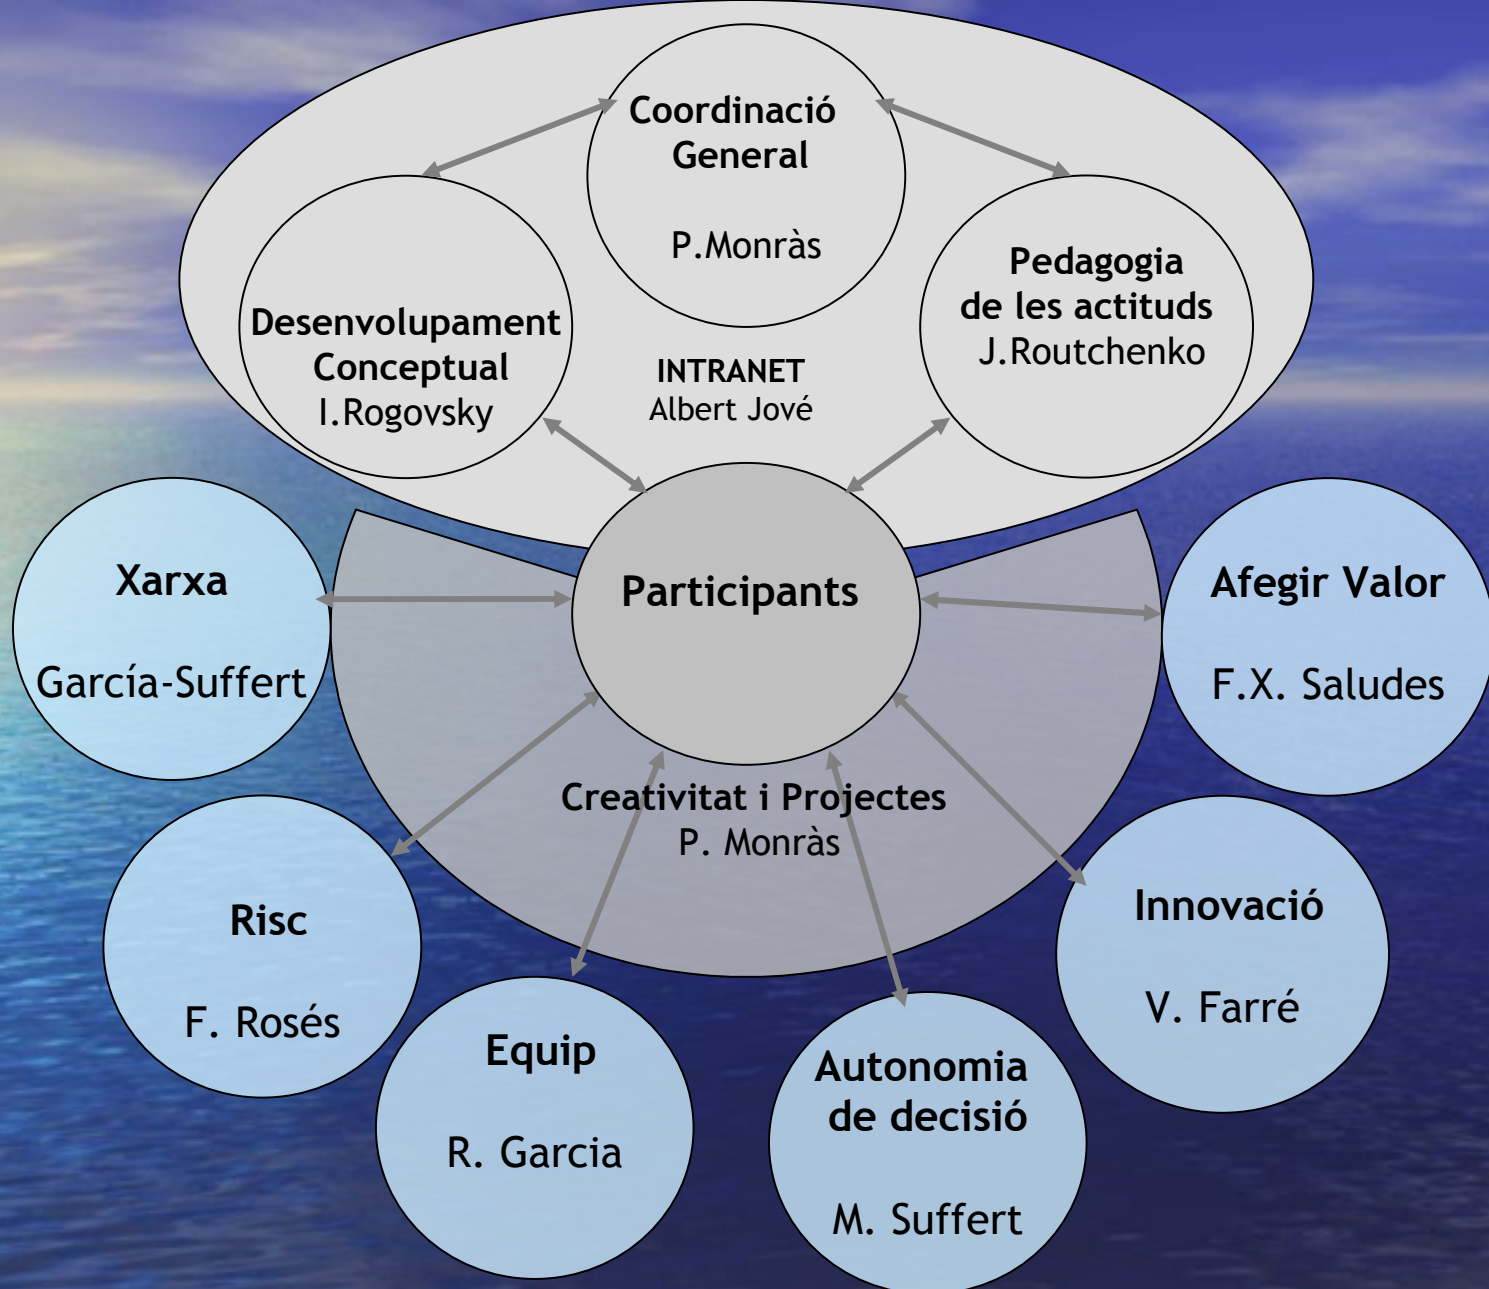 Coordinació
General
P.Monràs
Desenvolupament
Conceptual
I.Rogovsky
Pedagogia
de les actituds
J.Routchenko
INTRANET
Albert Jové
Participants
Xarxa
García-Suffert
Afegir Valor
F.X. Saludes
Creativitat i Projectes
P. Monràs
Risc
F. Rosés
Equip
R. Garcia
Autonomia
de decisió
M. Suffert
Innovació
V. Farré